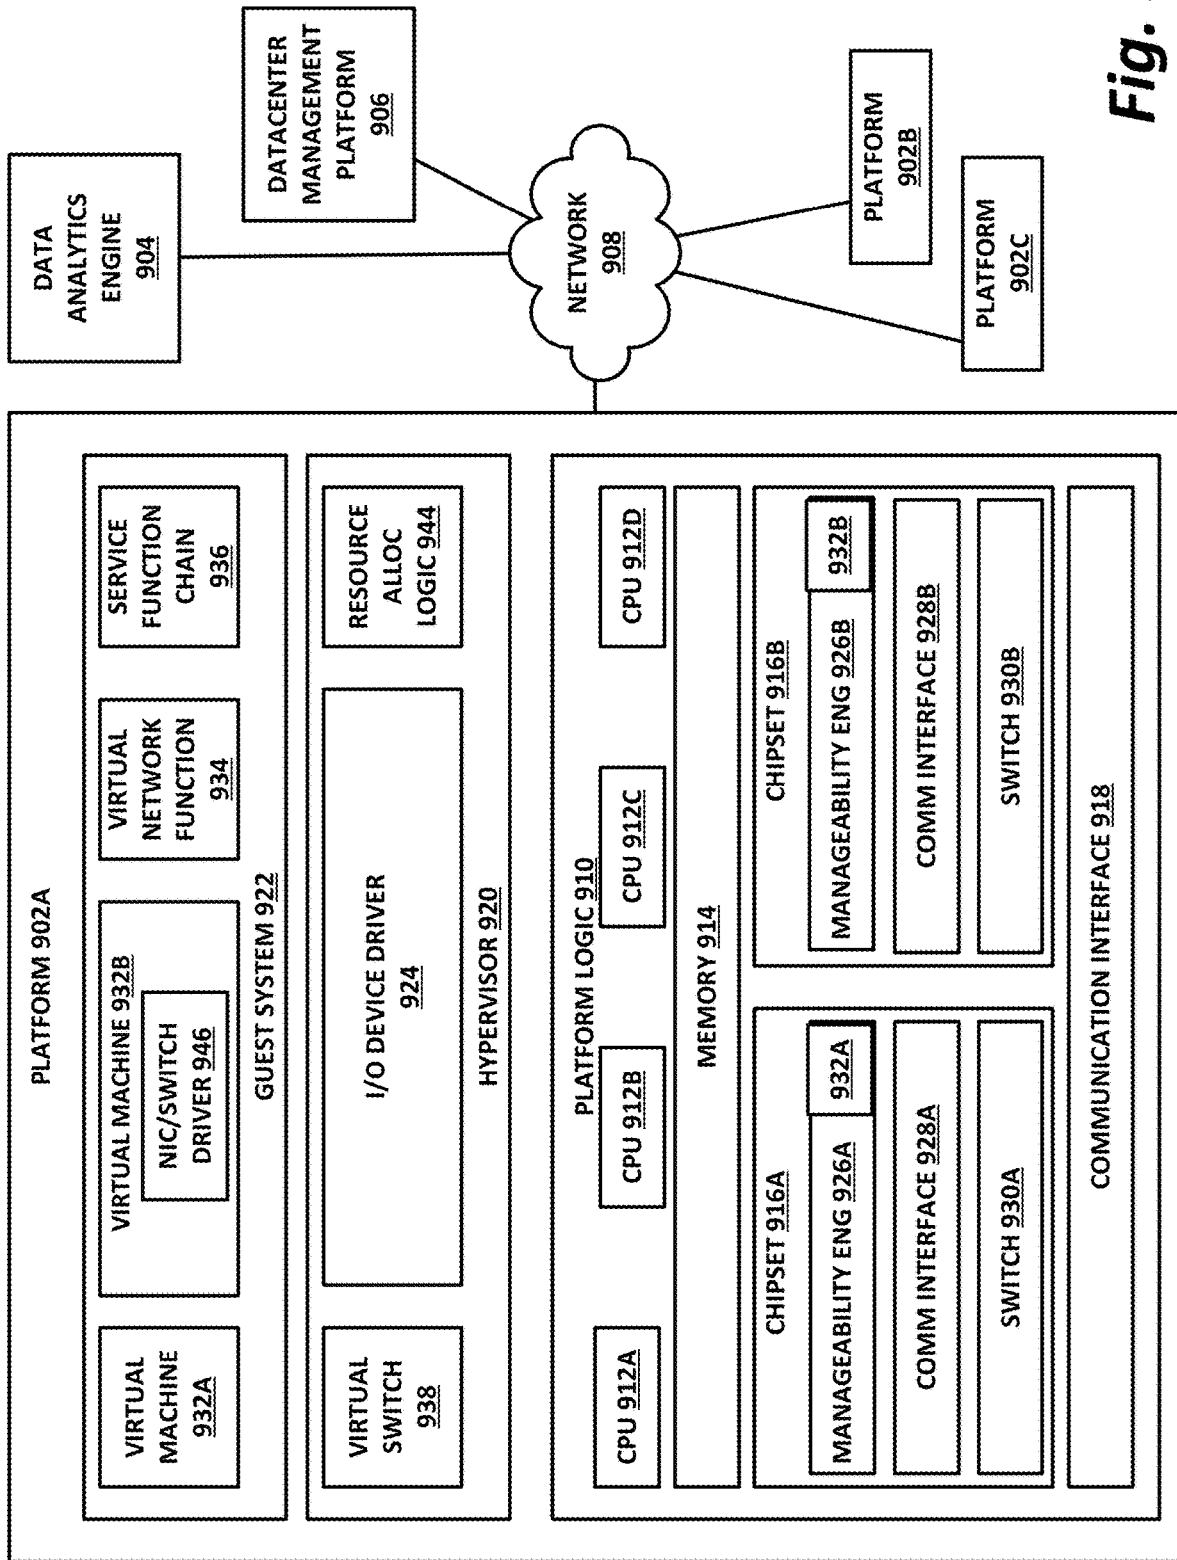 PLATFORM 902A
VIRTUAL
MACHINE
932A
VIRTUAL MACHINE 932B
NIC/SWITCH
DRIVER 946
VIRTUAL
NETWORK
FUNCTION
934
SERVICE
FUNCTION
CHAIN
936
GUEST SYSTEM 922
VIRTUAL
SWITCH
938
I/O DEVICE DRIVER
924
RESOURCE
ALLOC
LOGIC 944
HYPERVISOR 920
PLATFORM LOGIC 910
CPU 912A
CPU 912B
CPU 912C
CPU 912D
MEMORY 914
CHIPSET 916A
MANAGEABILITY ENG 926A
932A
COMM INTERFACE 928A
SWITCH 930A
CHIPSET 916B
MANAGEABILITY ENG 926B
932B
COMM INTERFACE 928B
SWITCH 930B
COMMUNICATION INTERFACE 918
DATA
ANALYTICS
ENGINE
904
DATACENTER
MANAGEMENT
PLATFORM
906
NETWORK
908
PLATFORM
902B
PLATFORM
902C
Fig.